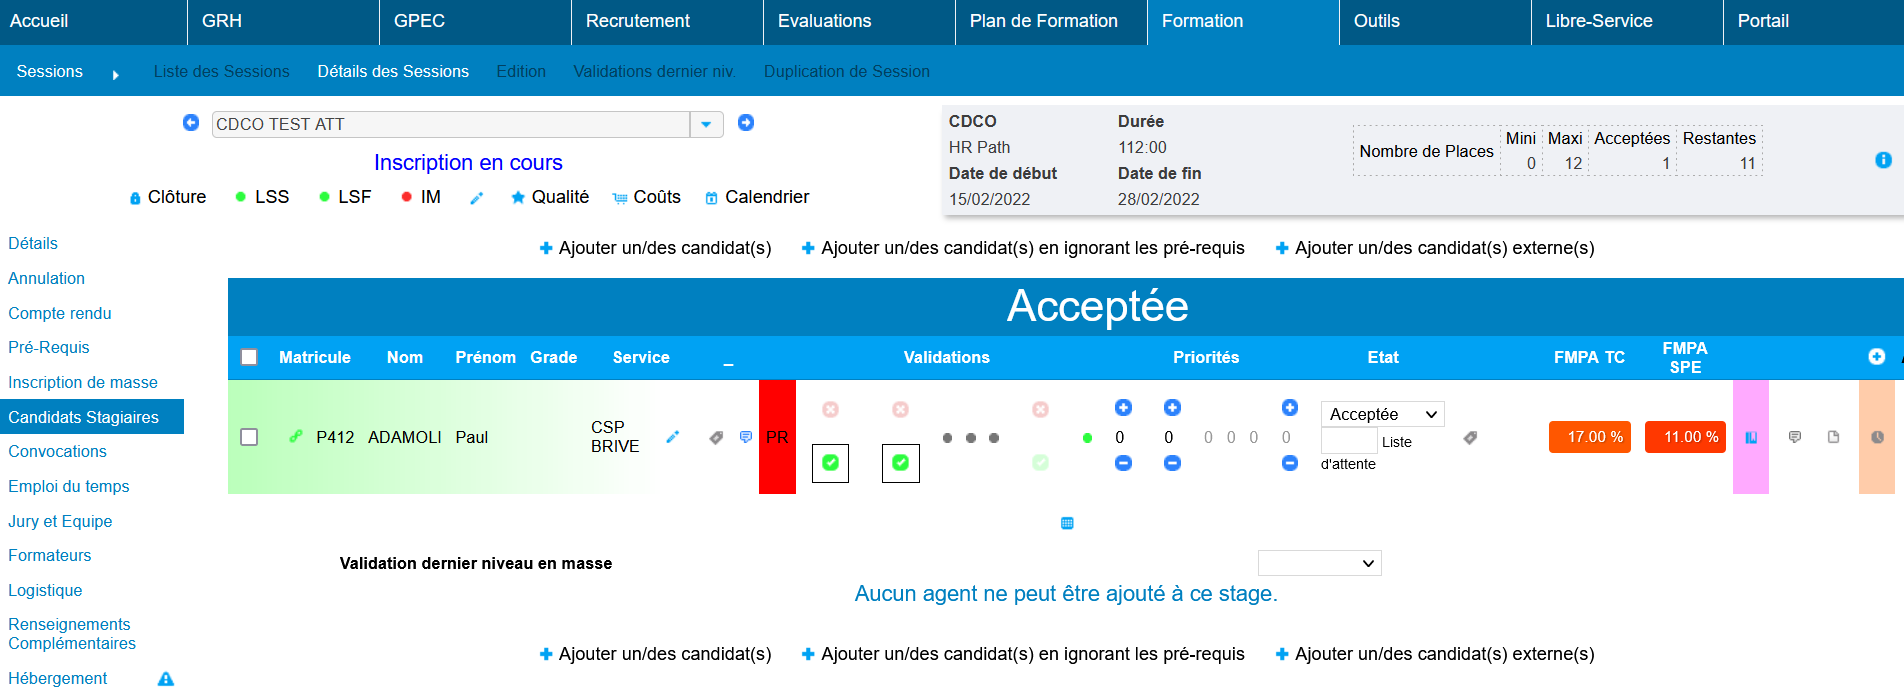 Accueil GRH GPEC Recrutement Evaluations Plan de Formation Formation Outils Libre-Service Portail
Sessions Liste des Sessions Détails des Sessions Edition Validations dernier niv. Duplication de Session
CDCO TEST ATT
Inscription en cours
Clôture LSS LSF IM Qualité Coûts Calendrier
CDCO Durée
HR Path 112:00
Date de début Date de fin
15/02/2022 28/02/2022
Nombre de Places Mini Maxi Acceptées Restantes
0 12 1 11
Ajouter un/des candidat(s) Ajouter un/des candidat(s) en ignorant les pré-requis Ajouter un/des candidat(s) externe(s)
Détails
Annulation
Compte rendu
Pré-Requis
Inscription de masse
Candidats Stagiaires
Convocations
Emploi du temps
Jury et Equipe
Formateurs
Logistique
Renseignements
Complémentaires
Hébergement
Acceptée
Matricule Nom Prénom Grade Service _ Validations Priorités Etat FMPA TC FMPA
SPE
P412 ADAMOLI Paul CSP
BRIVE
PR 0 0 0 0 0 0 Acceptée
Liste
d'attente
17.00 % 11.00 %
Validation dernier niveau en masse
Aucun agent ne peut être ajouté à ce stage.
Ajouter un/des candidat(s) Ajouter un/des candidat(s) en ignorant les pré-requis Ajouter un/des candidat(s) externe(s)